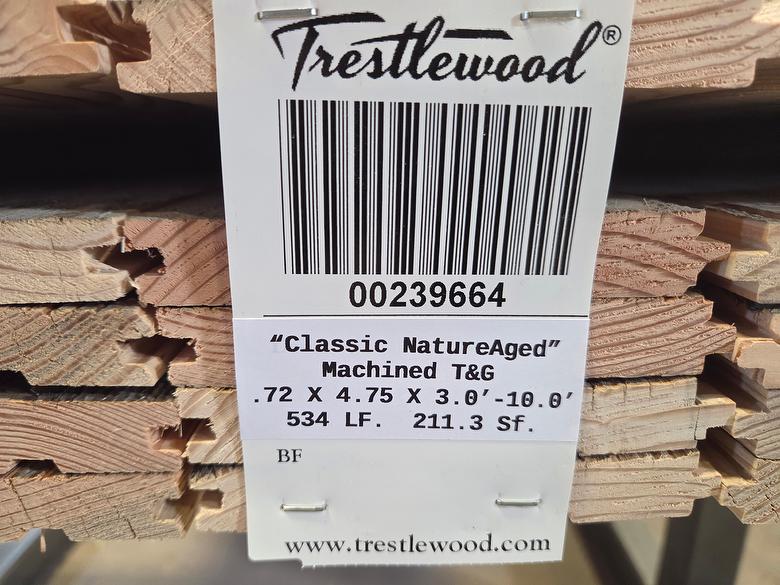 Trestlewood®
00239664
“Classic NatureAged”
Machined T&G
.72 X 4.75 X 3.0’-10.0’
534 LF. 211.3 Sf.
BF
www.trestlewood.com